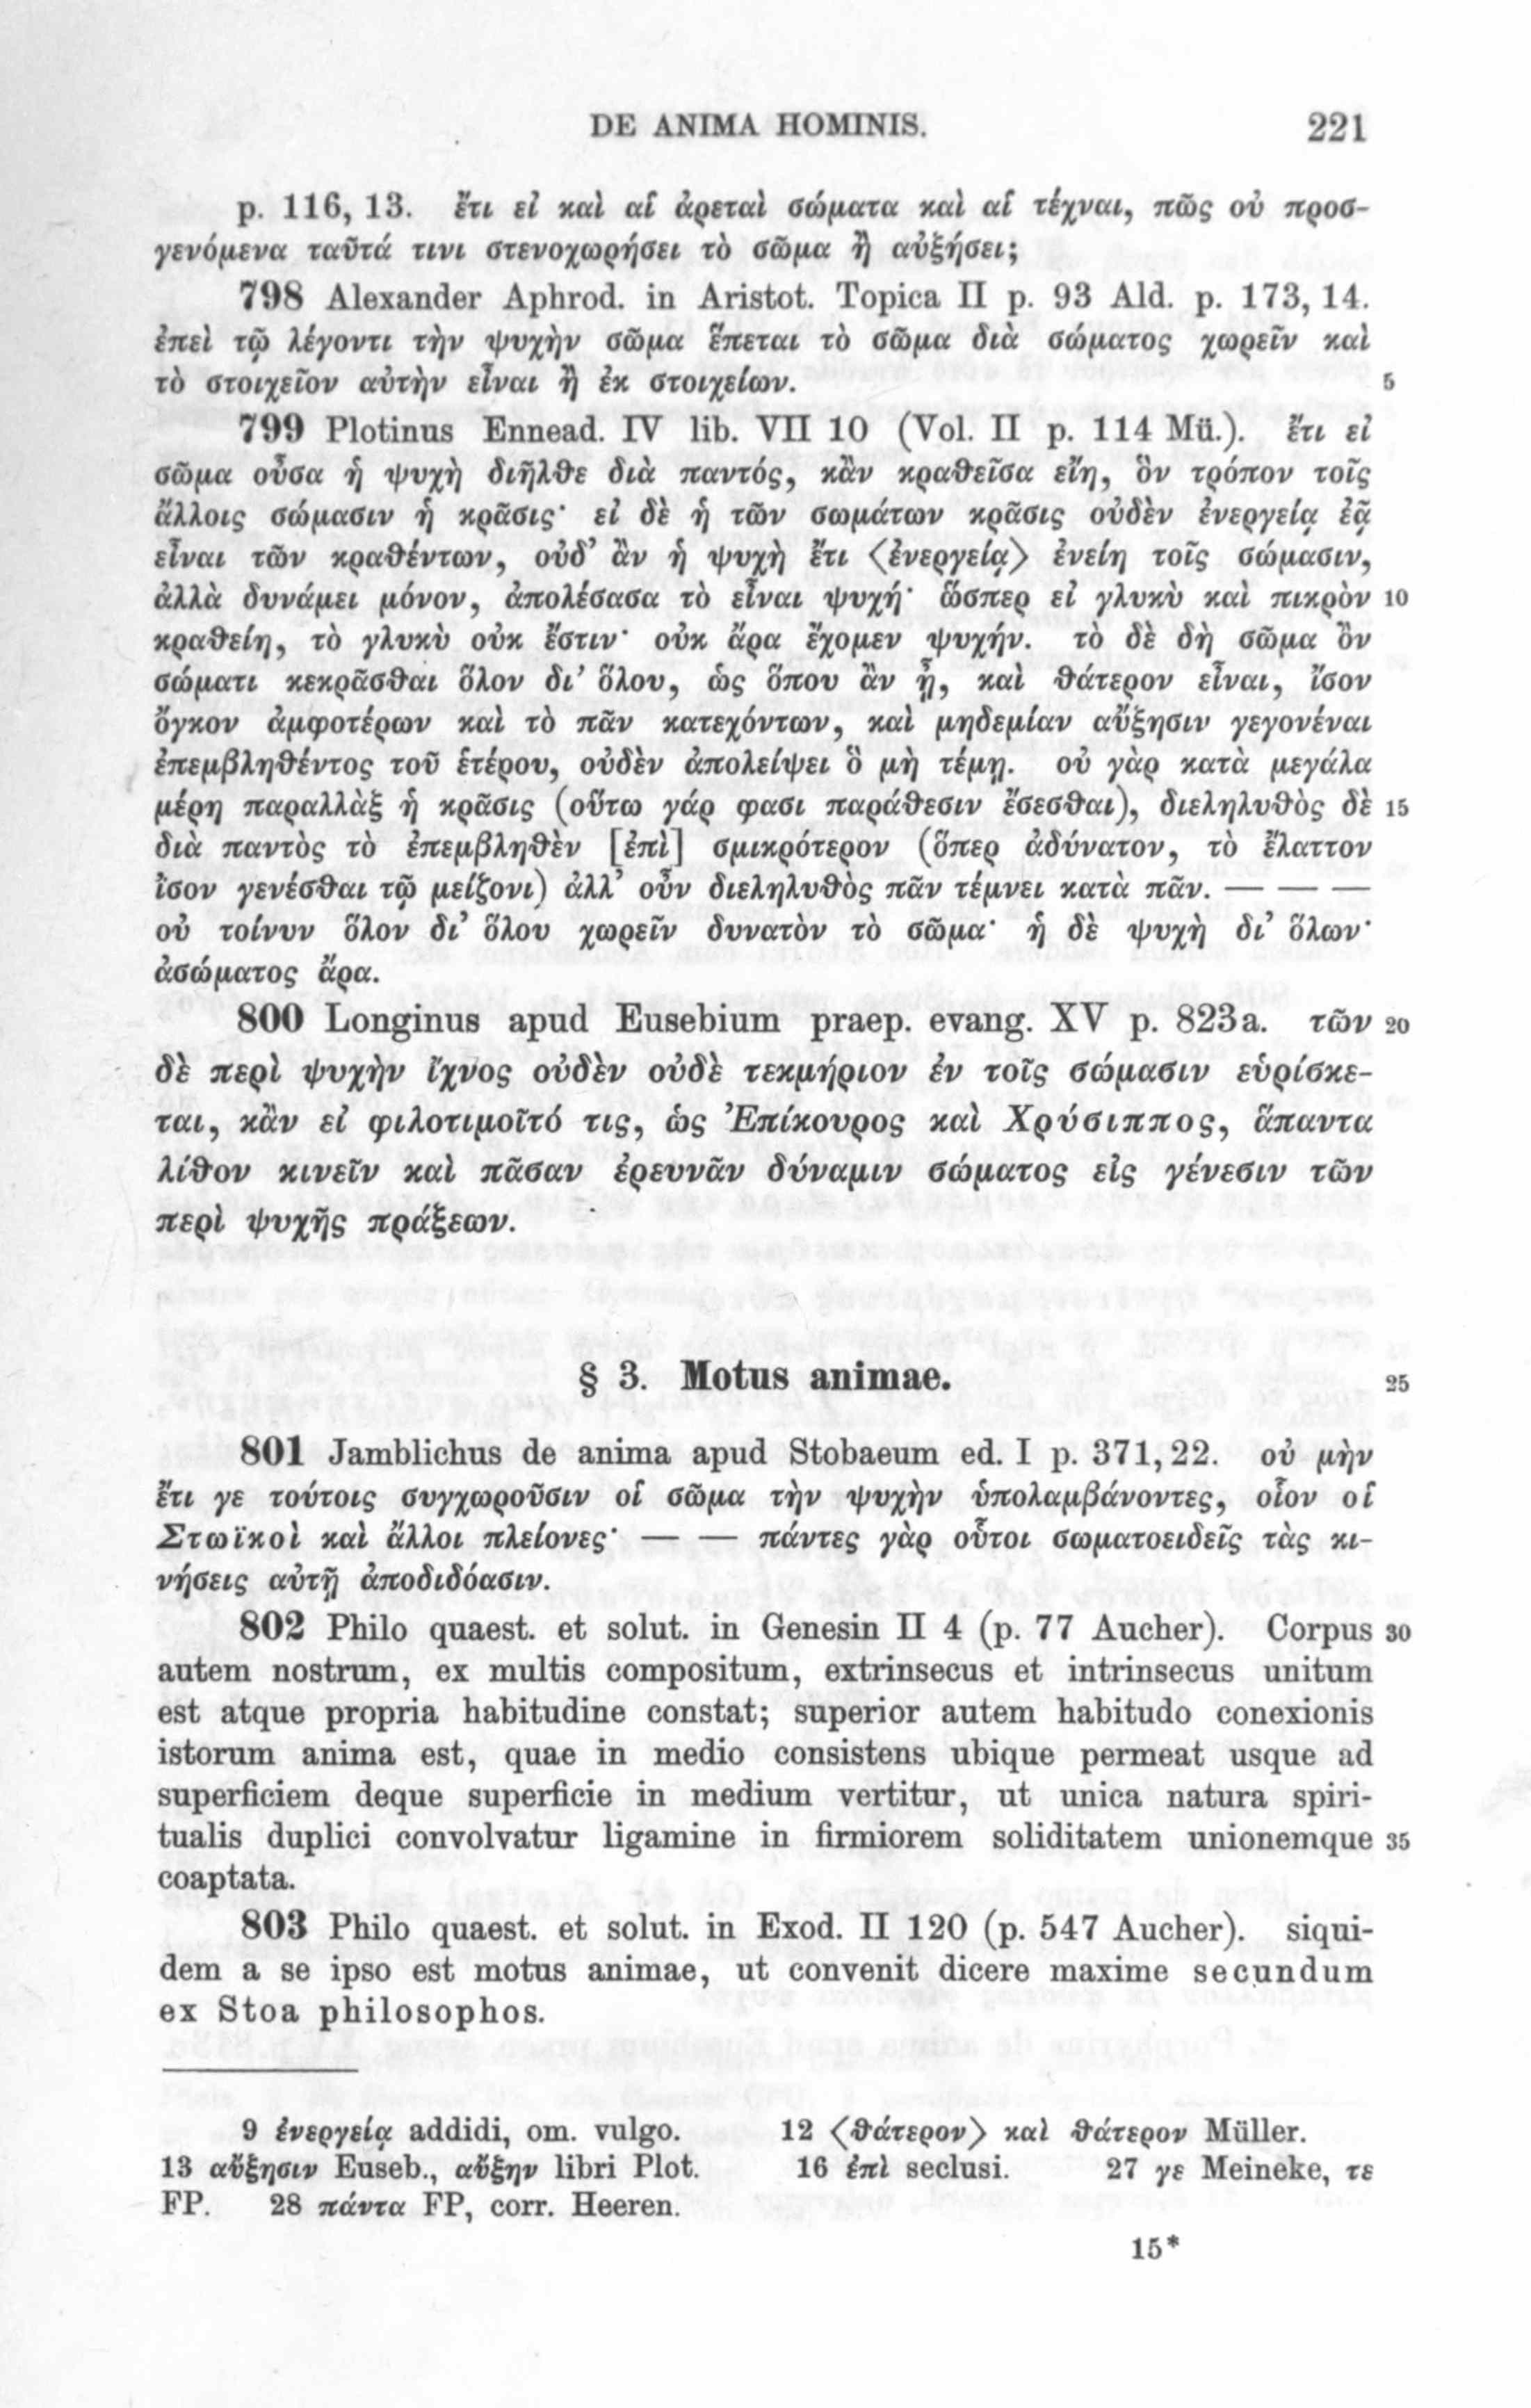 DE ANIMA HOMINIS. 221
p. 116, 13. ἔτι εἰ καὶ αἱ ἀρεταὶ σώματα καὶ αἱ τέχναι, πῶς οὐ προσ-
γενόμενα ταῦτά τινι στενοχωρήσει τὸ σῶμα ἢ αὐξήσει;
798 Alexander Aphrod. in Aristot. Topica II p. 93 Ald. p. 173, 14.
ἐπεὶ τῷ λέγοντι τὴν ψυχὴν σῶμα ἕπεται τὸ σῶμα διὰ σώματος χωρεῖν καὶ
τὸ στοιχεῖον αὐτὴν εἶναι ἢ ἐκ στοιχείων. 5
799 Plotinus Ennead. IV lib. VII 10 (Vol. II p. 114 Mü.). ἔτι εἰ
σῶμα οὖσα ἡ ψυχὴ διῆλθε διὰ παντός, κἂν κραθεῖσα εἴη, ὃν τρόπον τοῖς
ἄλλοις σώμασιν ἡ κρᾶσις· εἰ δὲ ἡ τῶν σωμάτων κρᾶσις οὐδὲν ἐνεργείᾳ ἐᾷ
εἶναι τῶν κραθέντων, οὐδ’ ἂν ἡ ψυχὴ ἔτι ⟨ἐνεργείᾳ⟩ ἐνείη τοῖς σώμασιν,
ἀλλὰ δυνάμει μόνον, ἀπολέσασα τὸ εἶναι ψυχή· ὥσπερ εἰ γλυκὺ καὶ πικρὸν 10
κραθείη, τὸ γλυκὺ οὐκ ἔστιν· οὐκ ἄρα ἔχομεν ψυχήν. τὸ δὲ δὴ σῶμα ὂν
σώματι κεκρᾶσθαι ὅλον δι’ ὅλου, ὡς ὅπου ἂν ᾖ, καὶ θάτερον εἶναι, ἴσον
ὄγκον ἀμφοτέρων καὶ τὸ πᾶν κατεχόντων, καὶ μηδεμίαν αὔξησιν γεγονέναι
ἐπεμβληθέντος τοῦ ἑτέρου, οὐδὲν ἀπολείψει ὃ μὴ τέμῃ. οὐ γὰρ κατὰ μεγάλα
μέρη παραλλὰξ ἡ κρᾶσις (οὕτω γάρ φασι παράθεσιν ἔσεσθαι), διεληλυθὸς δὲ 15
διὰ παντὸς τὸ ἐπεμβληθὲν [ἐπὶ] σμικρότερον (ὅπερ ἀδύνατον, τὸ ἔλαττον
ἴσον γενέσθαι τῷ μείζονι) ἀλλ’ οὖν διεληλυθὸς πᾶν τέμνει κατὰ πᾶν. — — —
οὐ τοίνυν ὅλον δι’ ὅλου χωρεῖν δυνατὸν τὸ σῶμα· ἡ δὲ ψυχὴ δι’ ὅλων·
ἀσώματος ἄρα.
800 Longinus apud Eusebium praep. evang. XV p. 823a. τῶν 20
δὲ περὶ ψυχὴν ἴχνος οὐδὲν οὐδὲ τεκμήριον ἐν τοῖς σώμασιν εὑρίσκε-
ται, κἂν εἰ φιλοτιμοῖτό τις, ὡς Ἐπίκουρος καὶ Χρύσιππος, ἅπαντα
λίθον κινεῖν καὶ πᾶσαν ἐρευνᾶν δύναμιν σώματος εἰς γένεσιν τῶν
περὶ ψυχῆς πράξεων.
§ 3. Motus animae. 25
801 Jamblichus de anima apud Stobaeum ed. I p. 371, 22. οὐ μὴν
ἔτι γε τούτοις συγχωροῦσιν οἱ σῶμα τὴν ψυχὴν ὑπολαμβάνοντες, οἷον οἱ
Στωϊκοὶ καὶ ἄλλοι πλείονες· — — πάντες γὰρ οὗτοι σωματοειδεῖς τὰς κι-
νήσεις αὐτῇ ἀποδιδόασιν.
802 Philo quaest. et solut. in Genesin II 4 (p. 77 Aucher). Corpus 30
autem nostrum, ex multis compositum, extrinsecus et intrinsecus unitum
est atque propria habitudine constat; superior autem habitudo conexionis
istorum anima est, quae in medio consistens ubique permeat usque ad
superficiem deque superficie in medium vertitur, ut unica natura spiri-
tualis duplici convolvatur ligamine in firmiorem soliditatem unionemque 35
coaptata.
803 Philo quaest. et solut. in Exod. II 120 (p. 547 Aucher). siqui-
dem a se ipso est motus animae, ut convenit dicere maxime secundum
ex Stoa philosophos.
9 ἐνεργείᾳ addidi, om. vulgo. 12 ⟨θάτερον⟩ καὶ θάτερον Müller.
13 αὔξησιν Euseb., αὔξην libri Plot. 16 ἐπὶ seclusi. 27 γε Meineke, τε
FP. 28 πάντα FP, corr. Heeren.
15*